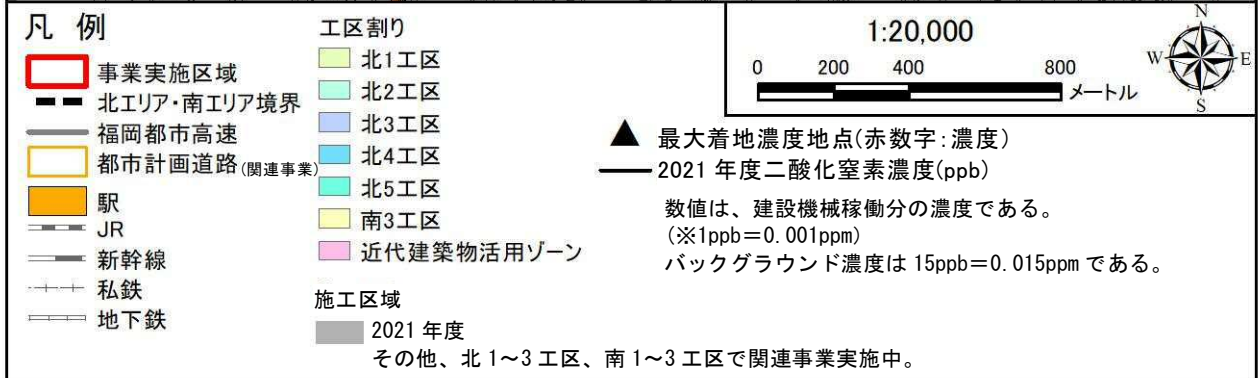 凡 例
事業実施区域
北エリア・南エリア境界
福岡都市高速
都市計画道路(関連事業)
駅
JR
新幹線
私鉄
地下鉄
工区割り
北1工区
北2工区
北3工区
北4工区
北5工区
南3工区
近代建築物活用ゾーン
施工区域
2021 年度
その他、北 1～3 工区、南 1～3 工区で関連事業実施中。
1:20,000
0 200 400 800
メートル
N
W E
S
▲ 最大着地濃度地点(赤数字:濃度)
2021 年度二酸化窒素濃度(ppb)
数値は、建設機械稼働分の濃度である。
(※1ppb＝0.001ppm)
バックグラウンド濃度は 15ppb＝0.015ppm である。